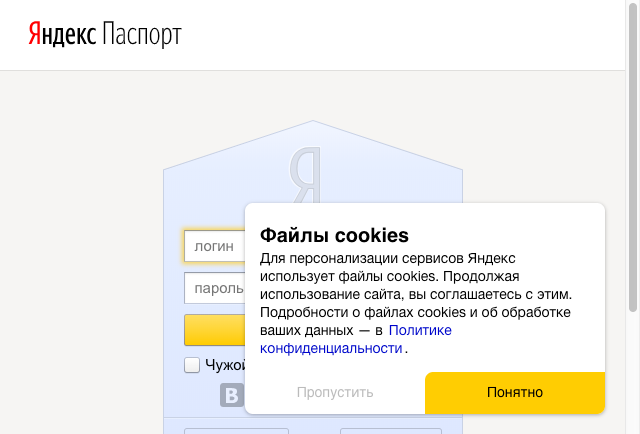 Яндекс Паспорт
Я
Файлы cookies
Для персонализации сервисов Яндекс
использует файлы cookies. Продолжая
использование сайта, вы соглашаетесь с этим.
Подробности о файлах cookies и об обработке
ваших данных — в Политике
конфиденциальности.
логин
пароль
Чужой
В
Пропустить
Понятно